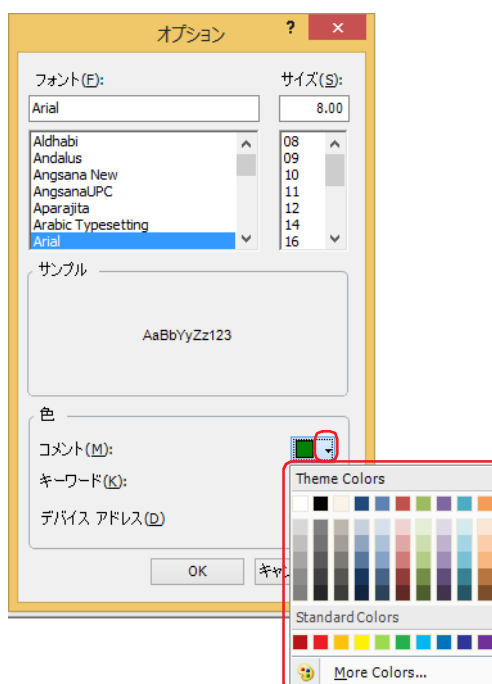 オプション ? ×
フォント(F): サイズ(S):
Arial 8.00
Aldhabi 08
Andalus 09
Angsana New 10
AngsanaUPC 11
Aparajita 12
Arabic Typesetting 14
Arial 16
サンプル
AaBbYyZz123
色
コメント(M):
キーワード(K):
デバイス アドレス(D)
Theme Colors
OK キャン
Standard Colors
More Colors...